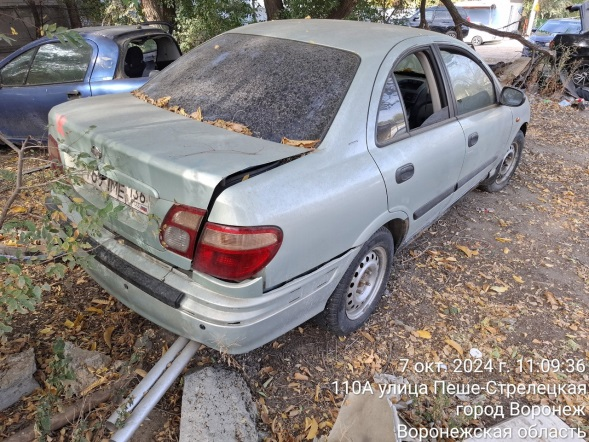 7 окт. 2024 г. 11:09:36
110А улица Пеше-Стрелецкая
город Воронеж
Воронежская область